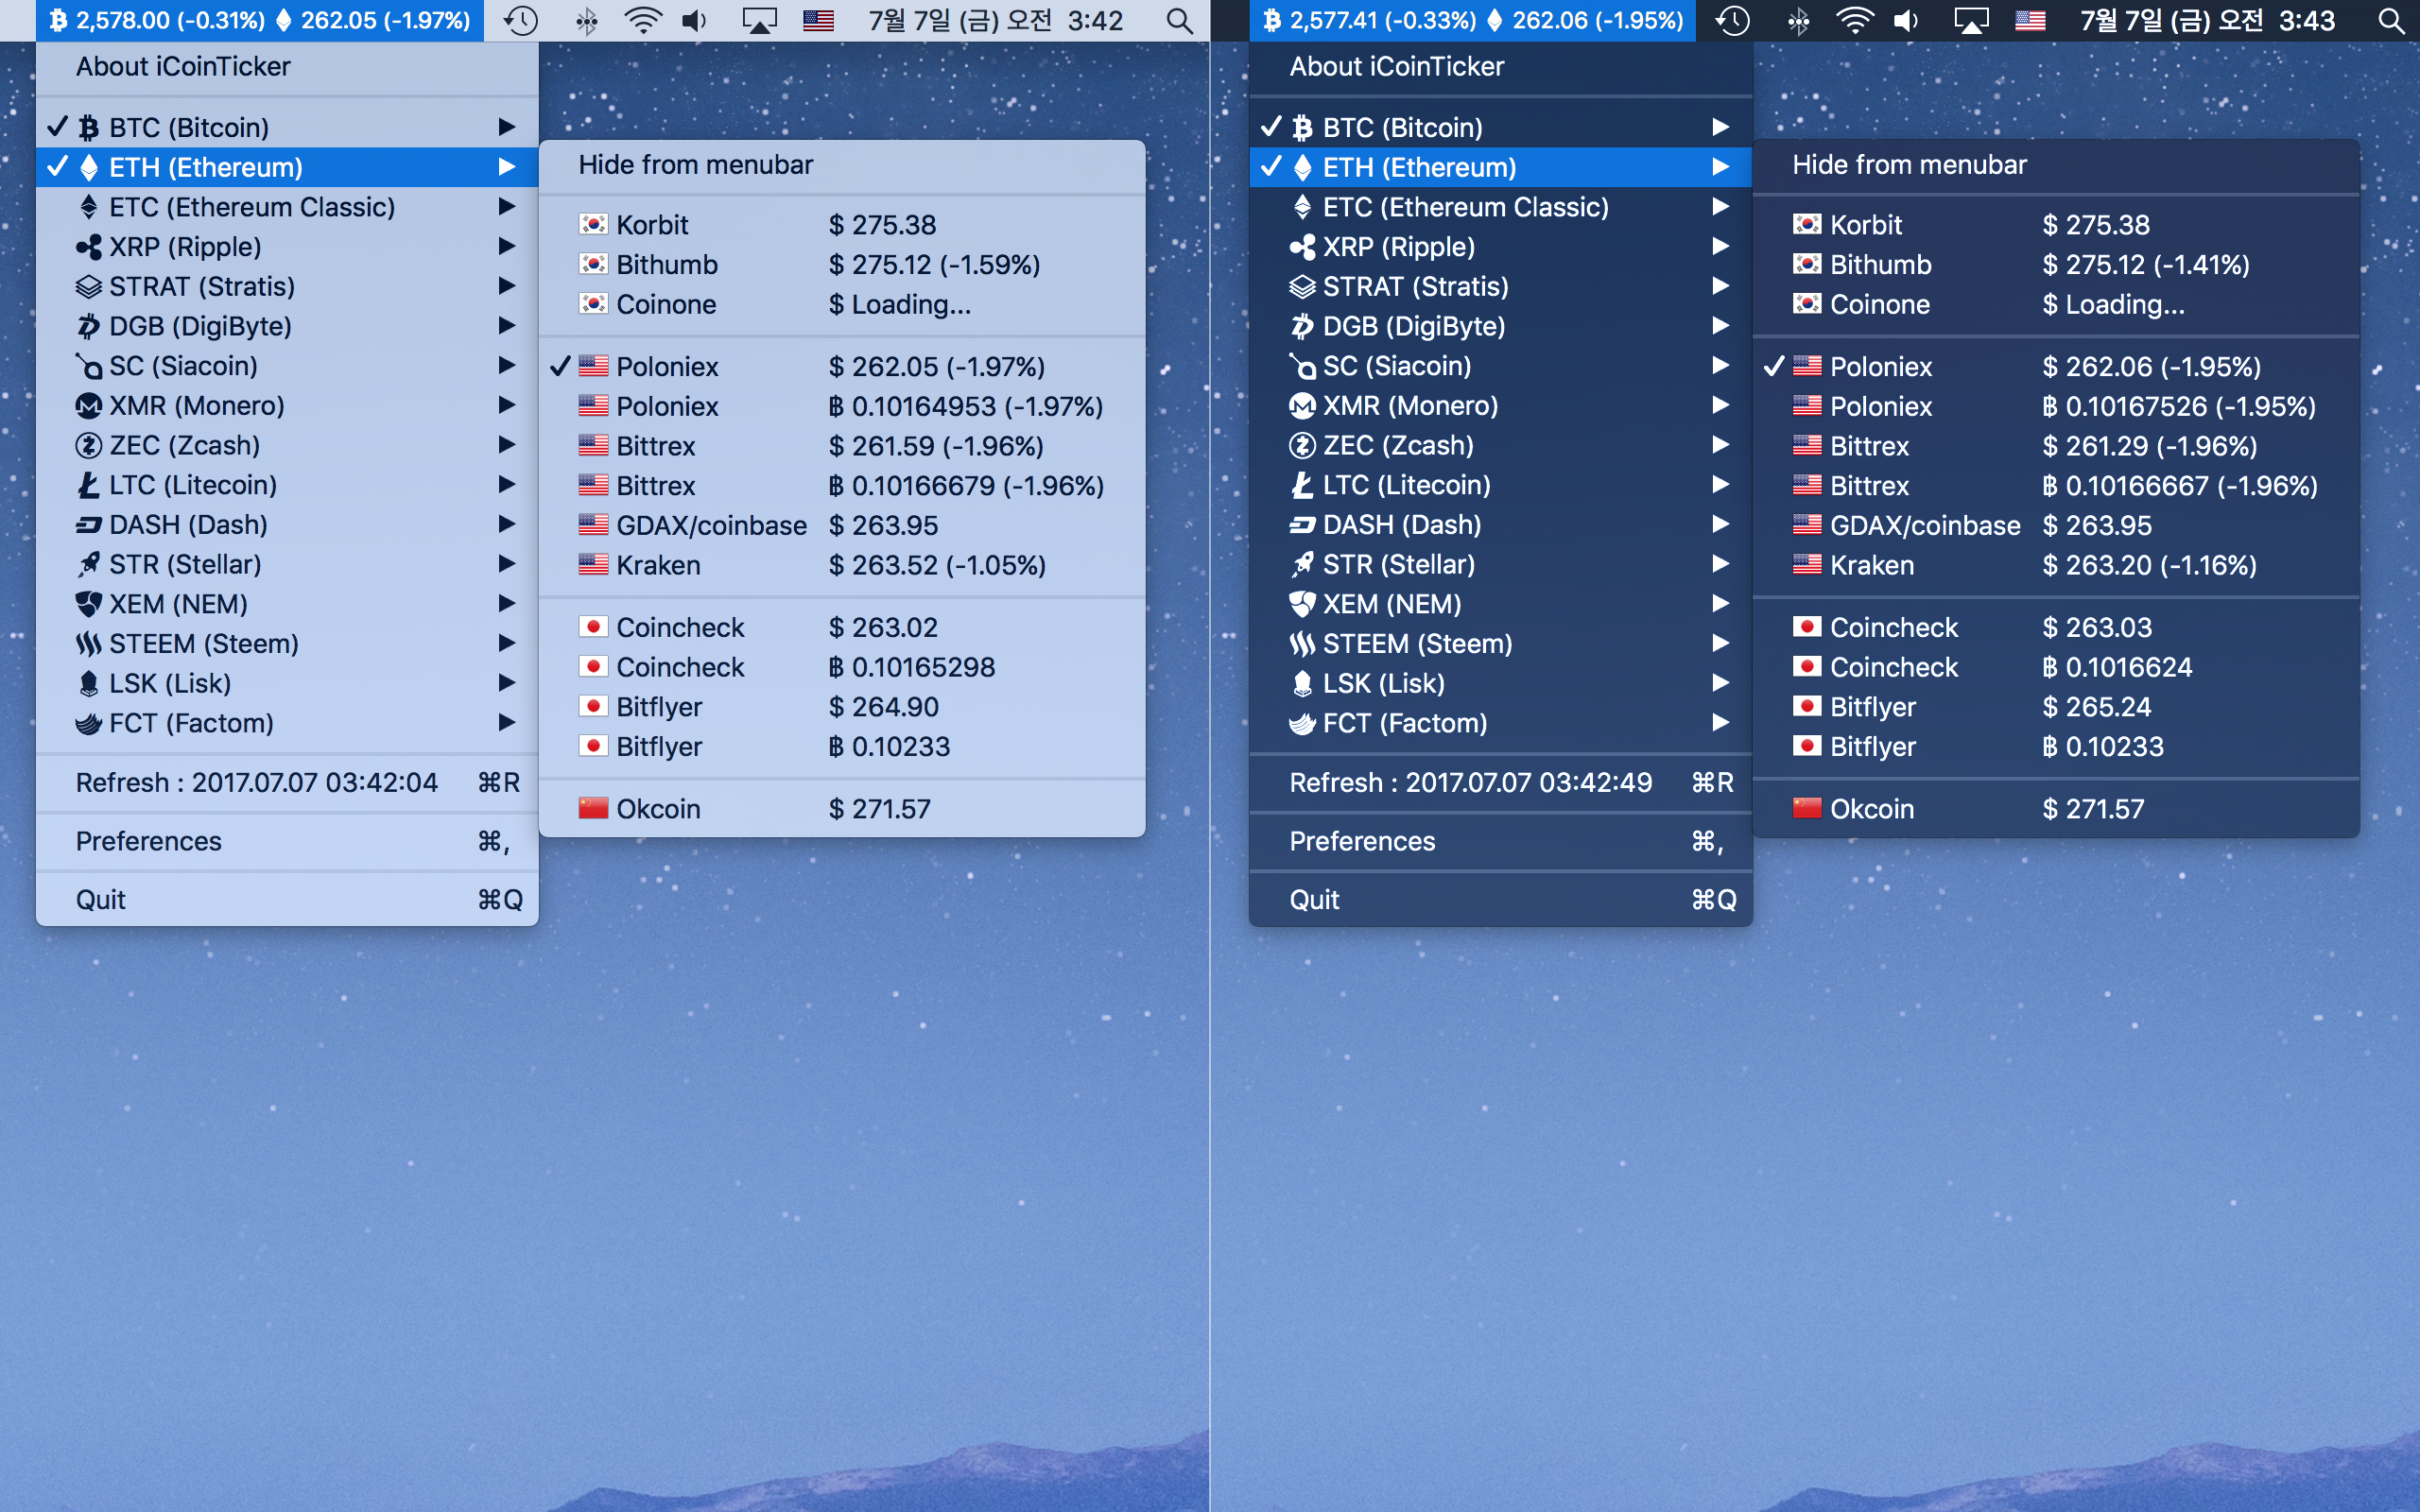 2,578.00 (-0.31%) 262.05 (-1.97%) 7월 7일 (금) 오전 3:42
About iCoinTicker
BTC (Bitcoin)
ETH (Ethereum)
ETC (Ethereum Classic)
XRP (Ripple)
STRAT (Stratis)
DGB (DigiByte)
SC (Siacoin)
XMR (Monero)
ZEC (Zcash)
LTC (Litecoin)
DASH (Dash)
STR (Stellar)
XEM (NEM)
STEEM (Steem)
LSK (Lisk)
FCT (Factom)
Refresh : 2017.07.07 03:42:04 ⌘R
Preferences ⌘,
Quit ⌘Q
Hide from menubar
Korbit $ 275.38
Bithumb $ 275.12 (-1.59%)
Coinone $ Loading...
Poloniex $ 262.05 (-1.97%)
Poloniex ฿ 0.10164953 (-1.97%)
Bittrex $ 261.59 (-1.96%)
Bittrex ฿ 0.10166679 (-1.96%)
GDAX/coinbase $ 263.95
Kraken $ 263.52 (-1.05%)
Coincheck $ 263.02
Coincheck ฿ 0.10165298
Bitflyer $ 264.90
Bitflyer ฿ 0.10233
Okcoin $ 271.57
2,577.41 (-0.33%) 262.06 (-1.95%) 7월 7일 (금) 오전 3:43
About iCoinTicker
BTC (Bitcoin)
ETH (Ethereum)
ETC (Ethereum Classic)
XRP (Ripple)
STRAT (Stratis)
DGB (DigiByte)
SC (Siacoin)
XMR (Monero)
ZEC (Zcash)
LTC (Litecoin)
DASH (Dash)
STR (Stellar)
XEM (NEM)
STEEM (Steem)
LSK (Lisk)
FCT (Factom)
Refresh : 2017.07.07 03:42:49 ⌘R
Preferences ⌘,
Quit ⌘Q
Hide from menubar
Korbit $ 275.38
Bithumb $ 275.12 (-1.41%)
Coinone $ Loading...
Poloniex $ 262.06 (-1.95%)
Poloniex ฿ 0.10167526 (-1.95%)
Bittrex $ 261.29 (-1.96%)
Bittrex ฿ 0.10166667 (-1.96%)
GDAX/coinbase $ 263.95
Kraken $ 263.20 (-1.16%)
Coincheck $ 263.03
Coincheck ฿ 0.1016624
Bitflyer $ 265.24
Bitflyer ฿ 0.10233
Okcoin $ 271.57